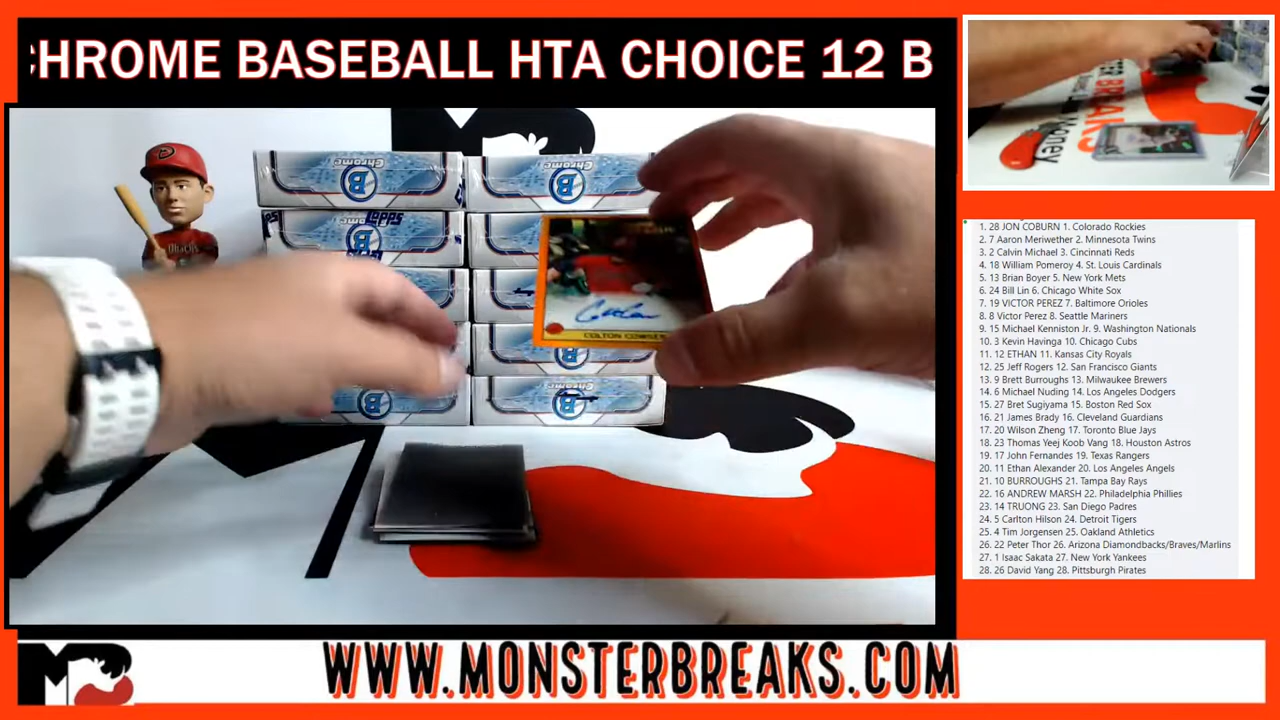 CHROME BASEBALL HTA CHOICE 12 B
Chrome
B
Chrome
B
Topps
B
B
B
B
B
COLTON COWSER
Money
1. 28 JON COBURN 1. Colorado Rockies
2. 7 Aaron Meriwether 2. Minnesota Twins
3. 2 Calvin Michael 3. Cincinnati Reds
4. 18 William Pomeroy 4. St. Louis Cardinals
5. 13 Brian Boyer 5. New York Mets
6. 24 Bill Lin 6. Chicago White Sox
7. 19 VICTOR PEREZ 7. Baltimore Orioles
8. 8 Victor Perez 8. Seattle Mariners
9. 15 Michael Kenniston Jr. 9. Washington Nationals
10. 3 Kevin Havinga 10. Chicago Cubs
11. 12 ETHAN 11. Kansas City Royals
12. 25 Jeff Rogers 12. San Francisco Giants
13. 9 Brett Burroughs 13. Milwaukee Brewers
14. 6 Michael Nuding 14. Los Angeles Dodgers
15. 27 Bret Sugiyama 15. Boston Red Sox
16. 21 James Brady 16. Cleveland Guardians
17. 20 Wilson Zheng 17. Toronto Blue Jays
18. 23 Thomas Yeej Koob Vang 18. Houston Astros
19. 17 John Fernandes 19. Texas Rangers
20. 11 Ethan Alexander 20. Los Angeles Angels
21. 10 BURROUGHS 21. Tampa Bay Rays
22. 16 ANDREW MARSH 22. Philadelphia Phillies
23. 14 TRUONG 23. San Diego Padres
24. 5 Carlton Hilson 24. Detroit Tigers
25. 4 Tim Jorgensen 25. Oakland Athletics
26. 22 Peter Thor 26. Arizona Diamondbacks/Braves/Marlins
27. 1 Isaac Sakata 27. New York Yankees
28. 26 David Yang 28. Pittsburgh Pirates
WWW.MONSTERBREAKS.COM